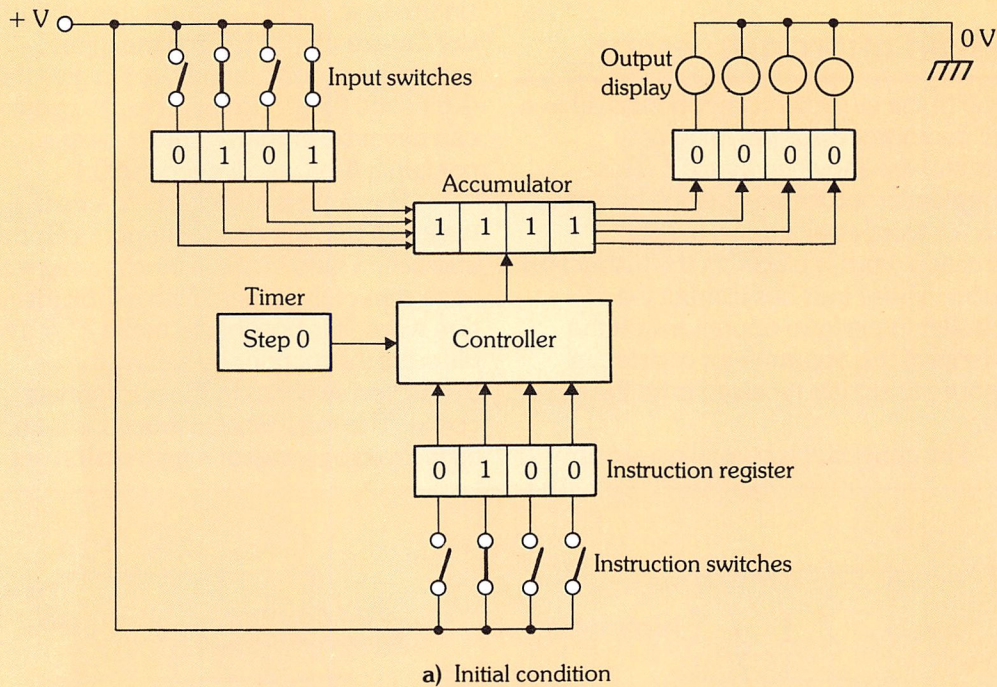 + V
0 V
Input switches
Output
display
0 1 0 1
0 0 0 0
Accumulator
1 1 1 1
Timer
Step 0
Controller
0 1 0 0
Instruction register
Instruction switches
a) Initial condition